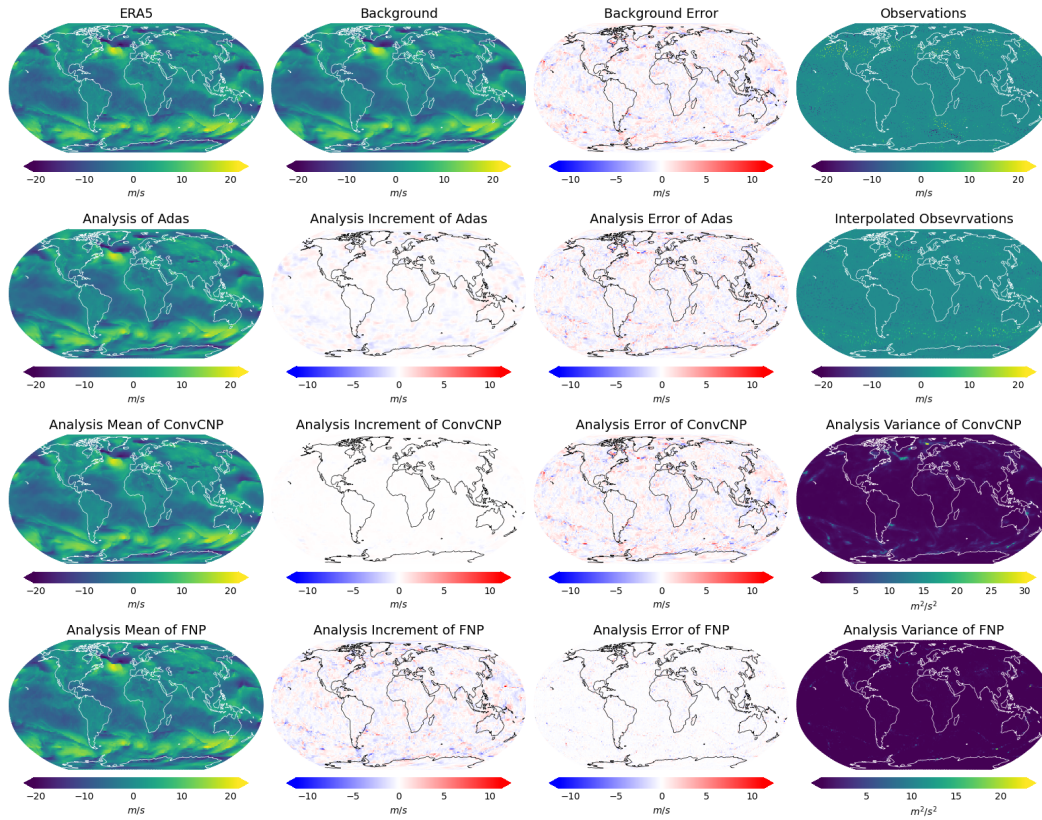 ERA5 Background Background Error Observations
−20 −10 0 10 20 −20 −10 0 10 20 −10 −5 0 5 10 −20 −10 0 10 20
m/s m/s m/s m/s
Analysis of Adas Analysis Increment of Adas Analysis Error of Adas Interpolated Obsevrvations
−20 −10 0 10 20 −10 −5 0 5 10 −10 −5 0 5 10 −20 −10 0 10 20
m/s m/s m/s m/s
Analysis Mean of ConvCNP Analysis Increment of ConvCNP Analysis Error of ConvCNP Analysis Variance of ConvCNP
−20 −10 0 10 20 −10 −5 0 5 10 −10 −5 0 5 10 5 10 15 20 25 30
m/s m/s m/s m²/s²
Analysis Mean of FNP Analysis Increment of FNP Analysis Error of FNP Analysis Variance of FNP
−20 −10 0 10 20 −10 −5 0 5 10 −10 −5 0 5 10 5 10 15 20
m/s m/s m/s m²/s²